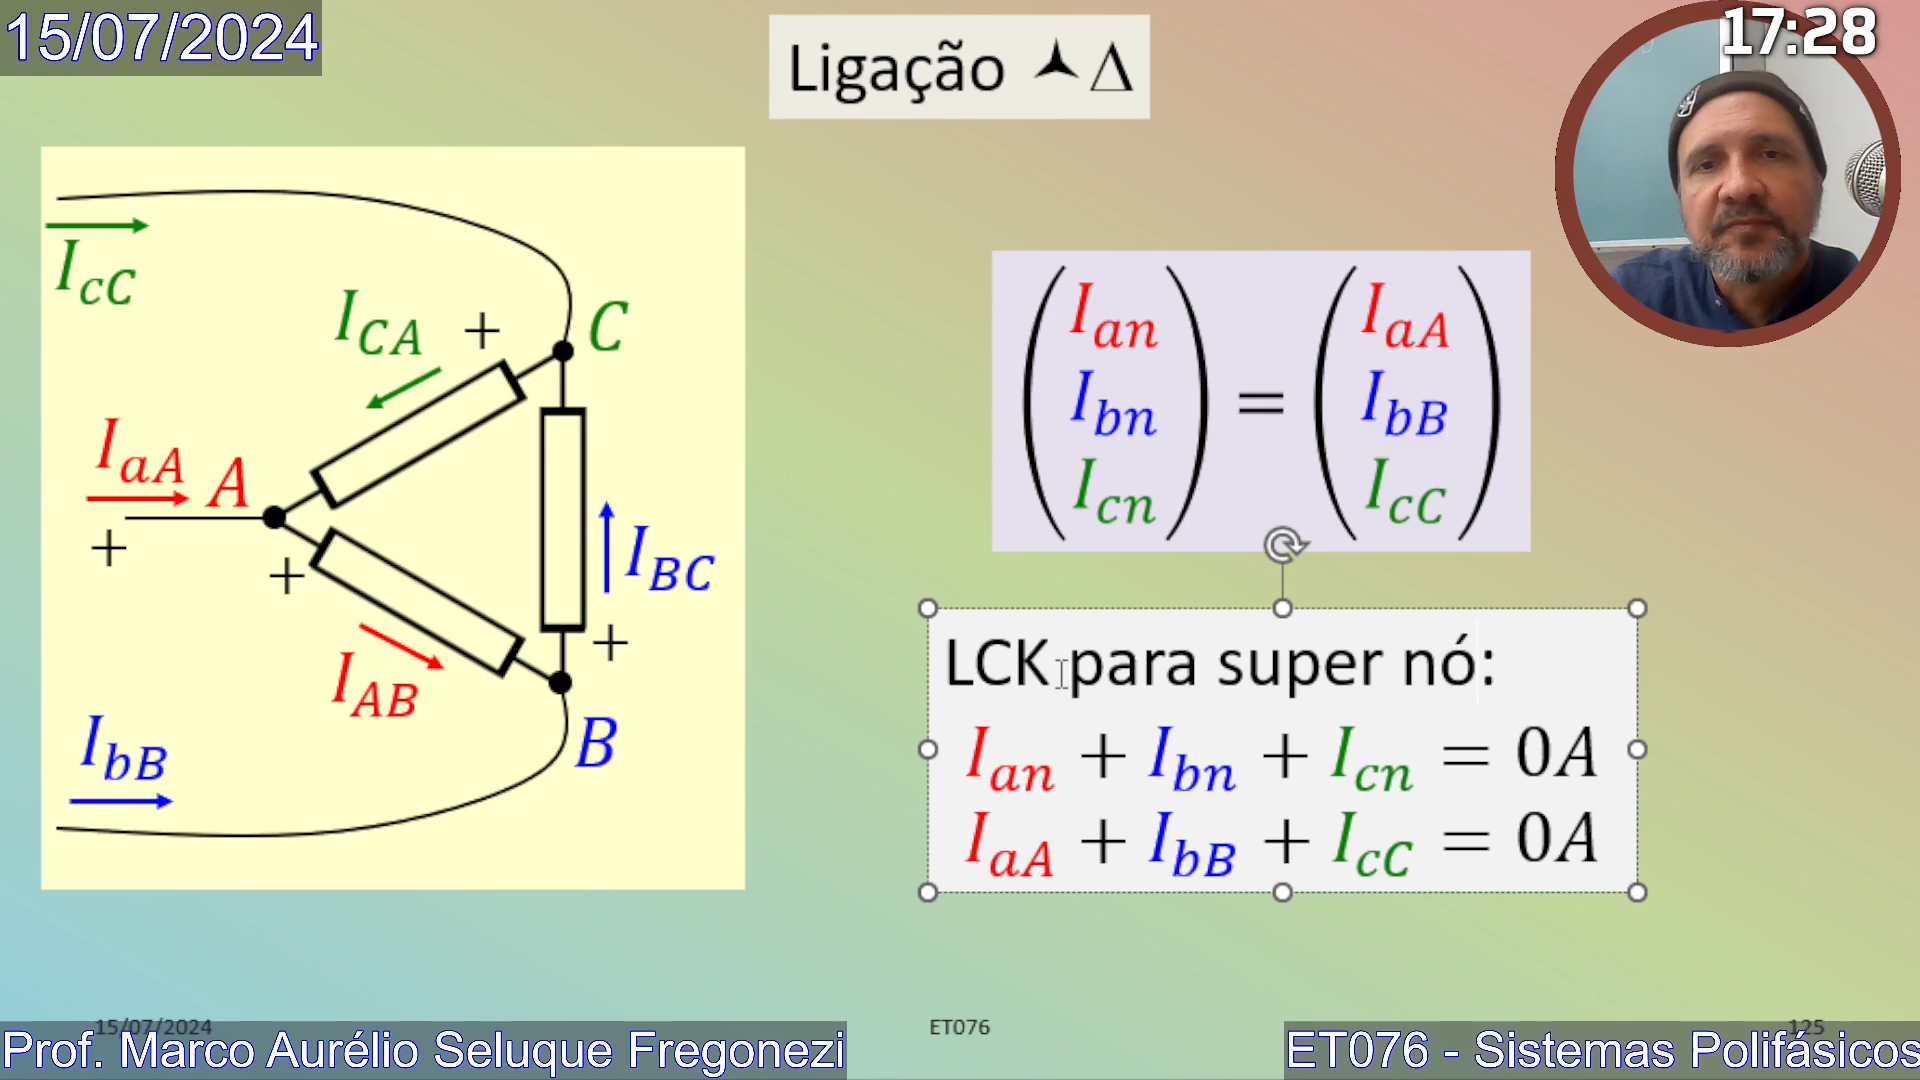 15/07/2024
17:28
Ligação ⅄ Δ
I_cC
I_CA + C
I_aA A
+
+
I_BC
+
I_AB
I_bB B
(I_an I_bn I_cn) = (I_aA I_bB I_cC)
LCK para super nó:
I_an + I_bn + I_cn = 0A
I_aA + I_bB + I_cC = 0A
15/07/2024
ET076
125
Prof. Marco Aurélio Seluque Fregonezi
ET076 - Sistemas Polifásicos